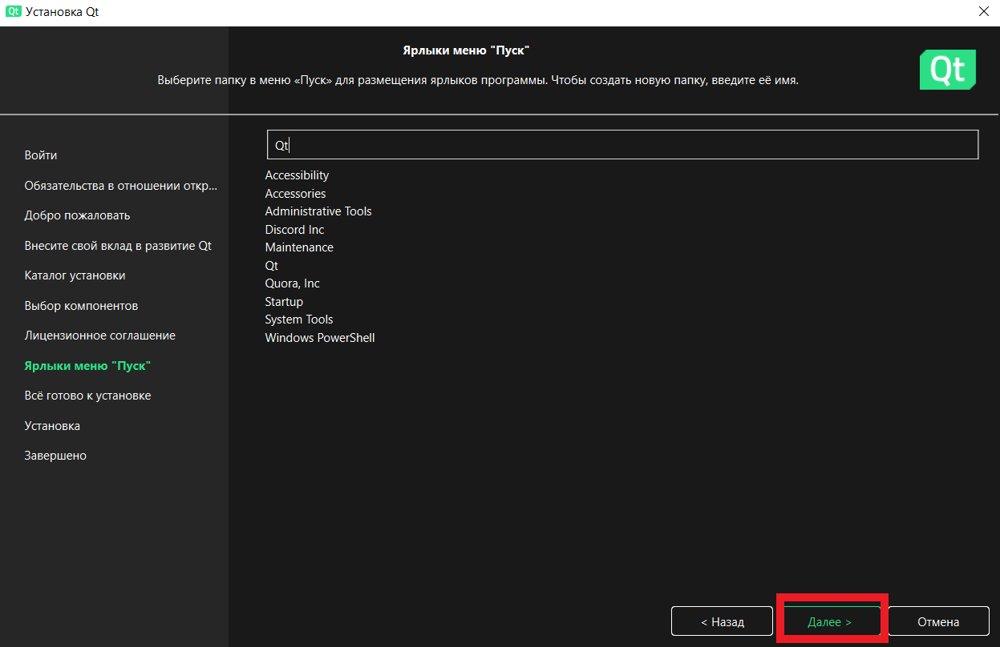 Qt Установка Qt
Ярлыки меню "Пуск"
Выберите папку в меню «Пуск» для размещения ярлыков программы. Чтобы создать новую папку, введите её имя.
Qt
Войти
Обязательства в отношении откр...
Добро пожаловать
Внесите свой вклад в развитие Qt
Каталог установки
Выбор компонентов
Лицензионное соглашение
Ярлыки меню "Пуск"
Всё готово к установке
Установка
Завершено
Qt
Accessibility
Accessories
Administrative Tools
Discord Inc
Maintenance
Qt
Quora, Inc
Startup
System Tools
Windows PowerShell
< Назад
Далее >
Отмена